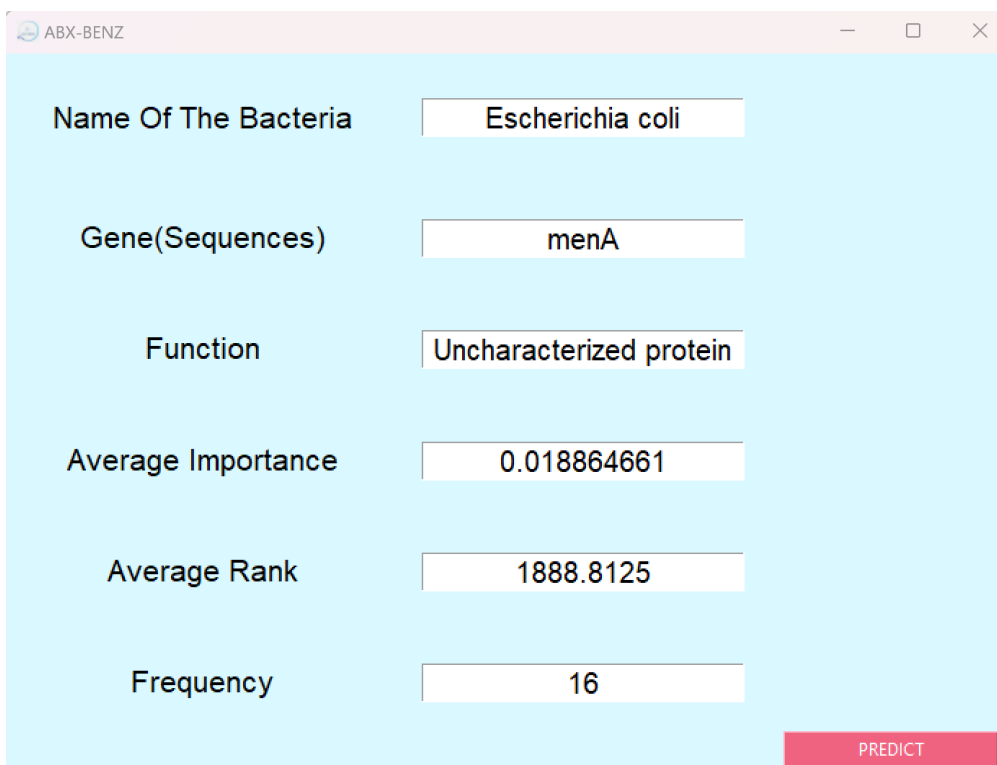 ABX-BENZ
Name Of The Bacteria Escherichia coli
Gene(Sequences) menA
Function Uncharacterized protein
Average Importance 0.018864661
Average Rank 1888.8125
Frequency 16
PREDICT